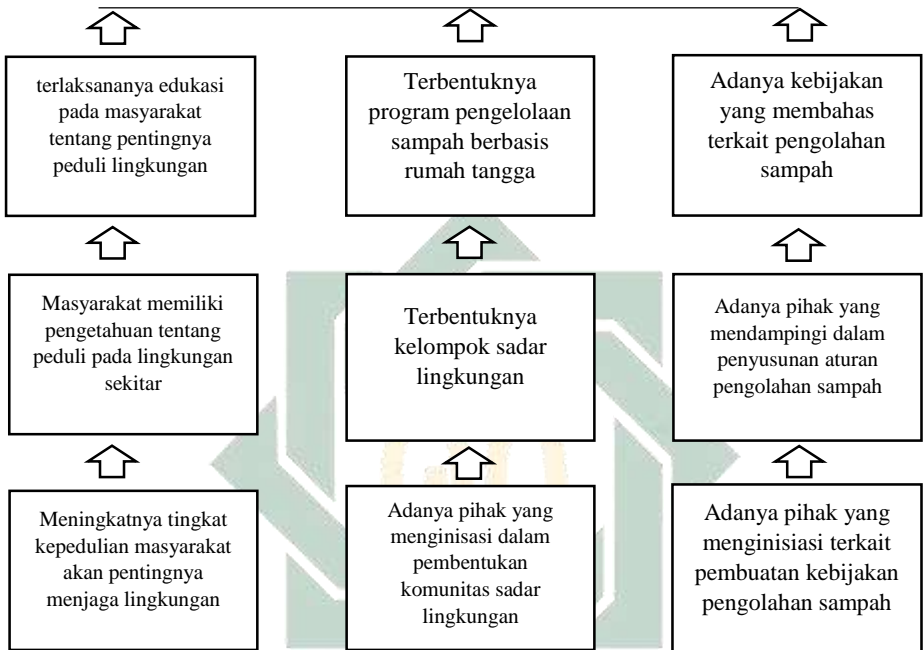 terlaksananya edukasi
pada masyarakat
tentang pentingnya
peduli lingkungan
Terbentuknya
program pengelolaan
sampah berbasis
rumah tangga
Adanya kebijakan
yang membahas
terkait pengolahan
sampah
Masyarakat memiliki
pengetahuan tentang
peduli pada lingkungan
sekitar
Terbentuknya
kelompok sadar
lingkungan
Adanya pihak yang
mendampingi dalam
penyusunan aturan
pengolahan sampah
Meningkatnya tingkat
kepedulian masyarakat
akan pentingnya
menjaga lingkungan
Adanya pihak yang
menginisasi dalam
pembentukan
komunitas sadar
lingkungan
Adanya pihak yang
menginisiasi terkait
pembuatan kebijakan
pengolahan sampah